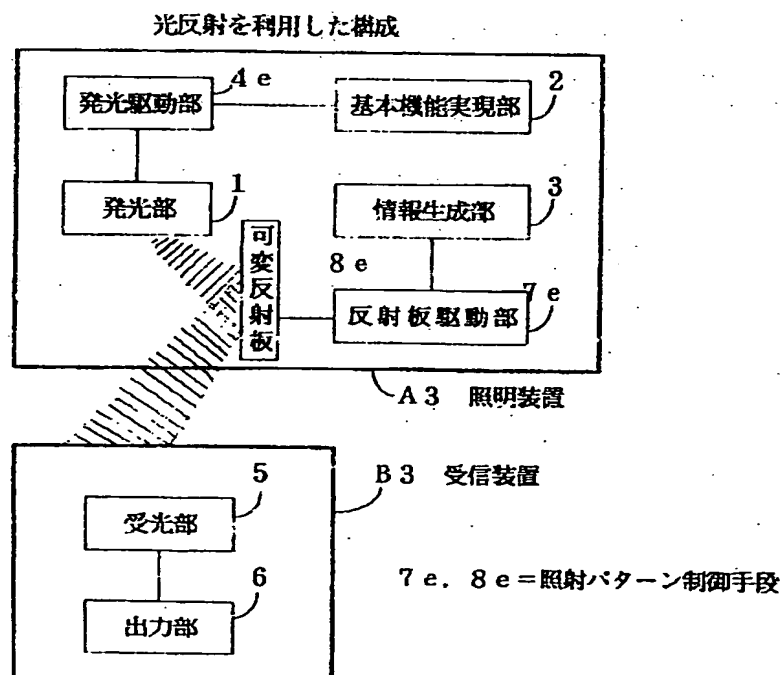 光反射を利用した構成
4e
発光駆動部
基本機能実現部
2
発光部
1
情報生成部
3
可変反射板
8e
反射板駆動部
7e
A3 照明装置
B3 受信装置
受光部
5
出力部
6
7e. 8e=照射パターン制御手段